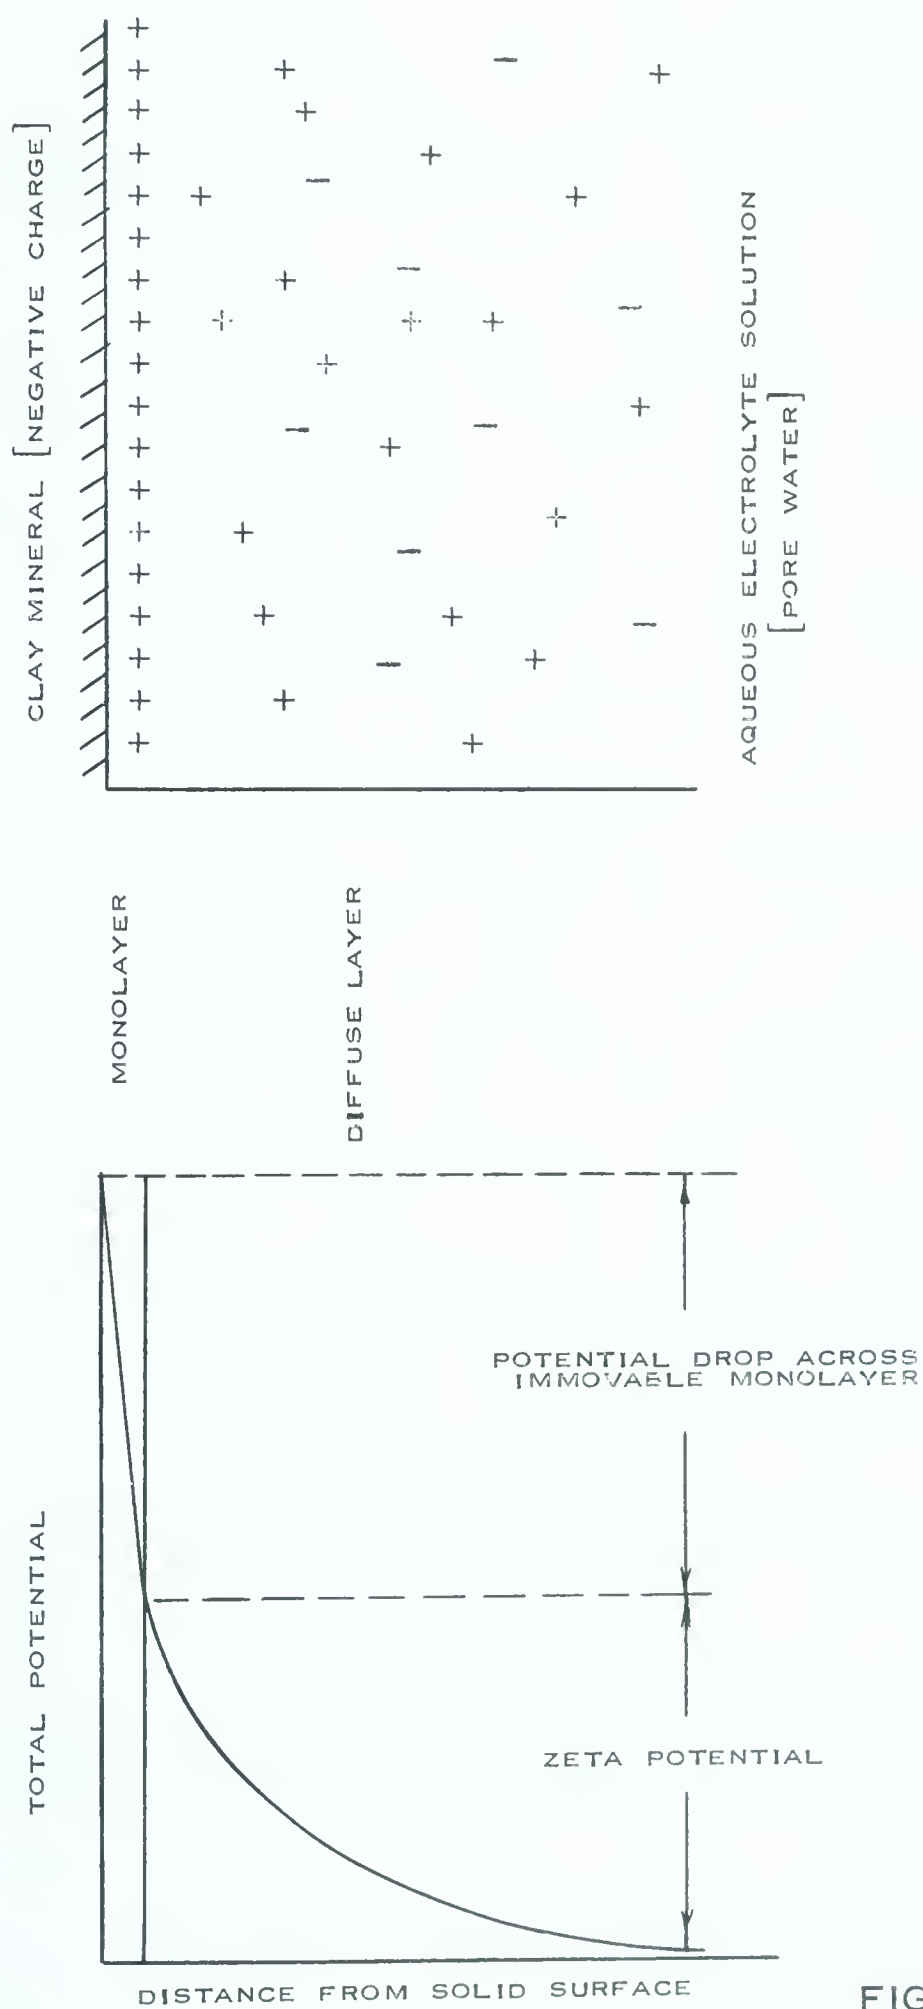 CLAY MINERAL [NEGATIVE CHARGE]
AQUEOUS ELECTROLYTE SOLUTION
[PORE WATER]
MONOLAYER
DIFFUSE LAYER
POTENTIAL DROP ACROSS
IMMOVABLE MONOLAYER
TOTAL POTENTIAL
ZETA POTENTIAL
DISTANCE FROM SOLID SURFACE
FIG